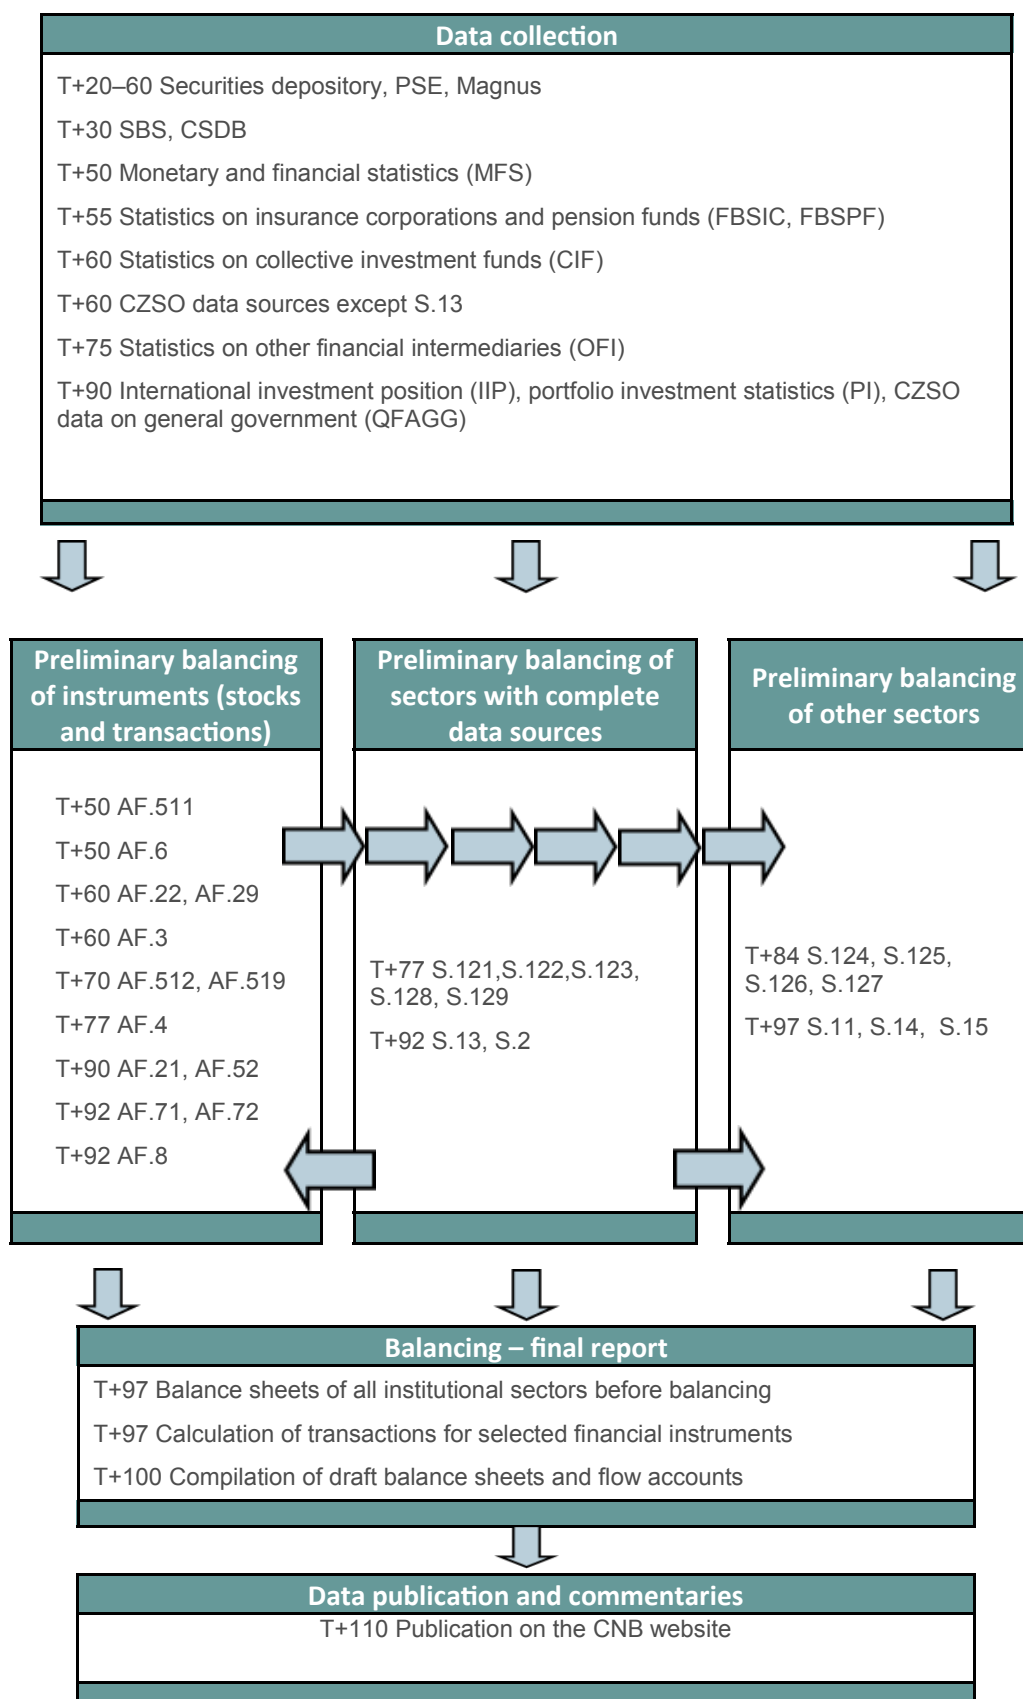 Data collection
T+20–60 Securities depository, PSE, Magnus
T+30 SBS, CSDB
T+50 Monetary and financial statistics (MFS)
T+55 Statistics on insurance corporations and pension funds (FBSIC, FBSPF)
T+60 Statistics on collective investment funds (CIF)
T+60 CZSO data sources except S.13
T+75 Statistics on other financial intermediaries (OFI)
T+90 International investment position (IIP), portfolio investment statistics (PI), CZSO
data on general government (QFAGG)
Preliminary balancing
of instruments (stocks
and transactions)
T+50 AF.511
T+50 AF.6
T+60 AF.22, AF.29
T+60 AF.3
T+70 AF.512, AF.519
T+77 AF.4
T+90 AF.21, AF.52
T+92 AF.71, AF.72
T+92 AF.8
Preliminary balancing of
sectors with complete
data sources
T+77 S.121,S.122,S.123,
S.128, S.129
T+92 S.13, S.2
Preliminary balancing
of other sectors
T+84 S.124, S.125,
S.126, S.127
T+97 S.11, S.14, S.15
Balancing – final report
T+97 Balance sheets of all institutional sectors before balancing
T+97 Calculation of transactions for selected financial instruments
T+100 Compilation of draft balance sheets and flow accounts
Data publication and commentaries
T+110 Publication on the CNB website